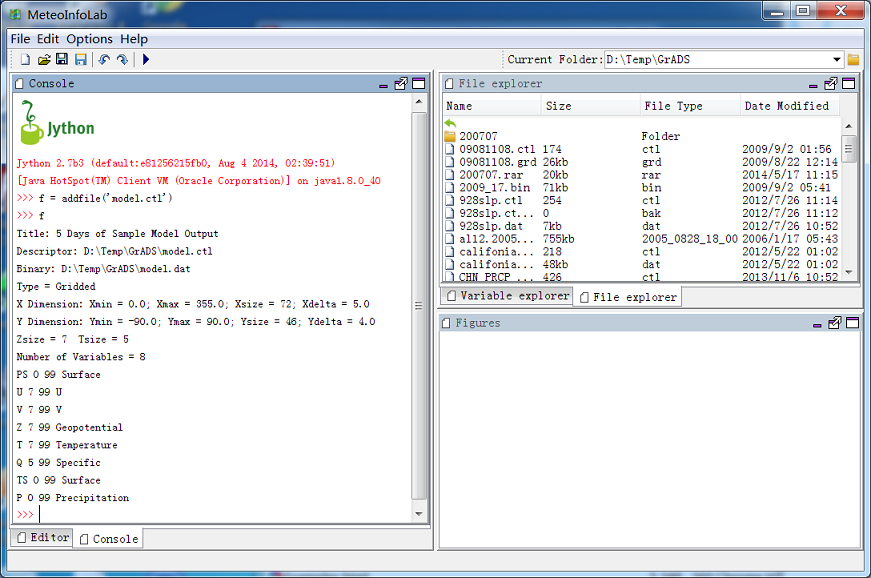 MeteoInfoLab
File Edit Options Help
Current Folder: D:\Temp\GrADS
Console
Jython
Jython 2.7b3 (default:e81256215fb0, Aug 4 2014, 02:39:51)
[Java HotSpot(TM) Client VM (Oracle Corporation)] on java1.8.0_40
>>> f = addfile('model.ctl')
>>> f
Title: 5 Days of Sample Model Output
Descriptor: D:\Temp\GrADS\model.ctl
Binary: D:\Temp\GrADS\model.dat
Type = Gridded
X Dimension: Xmin = 0.0; Xmax = 355.0; Xsize = 72; Xdelta = 5.0
Y Dimension: Ymin = -90.0; Ymax = 90.0; Ysize = 46; Ydelta = 4.0
Zsize = 7 Tsize = 5
Number of Variables = 8
PS 0 99 Surface
U 7 99 U
V 7 99 V
Z 7 99 Geopotential
T 7 99 Temperature
Q 5 99 Specific
TS 0 99 Surface
P 0 99 Precipitation
>>>
Editor Console
File explorer
Name Size File Type Date Modified
200707 Folder
09081108.ctl 174 ctl 2009/9/2 01:56
09081108.grd 26kb grd 2009/8/22 12:14
200707.rar 20kb rar 2014/5/17 11:15
2009_17.bin 71kb bin 2009/9/2 05:41
928slp.ctl 254 ctl 2012/7/26 11:14
928slp.ct... 0 bak 2012/7/26 11:12
928slp.dat 7kb dat 2012/7/26 10:52
al12.2005... 755kb 2005_0828_18_00 2006/1/17 05:43
califonia... 218 ctl 2012/5/22 01:02
califonia... 48kb dat 2012/5/22 01:02
CHN_PRCP_... 426 ctl 2013/11/6 10:52
Variable explorer File explorer
Figures